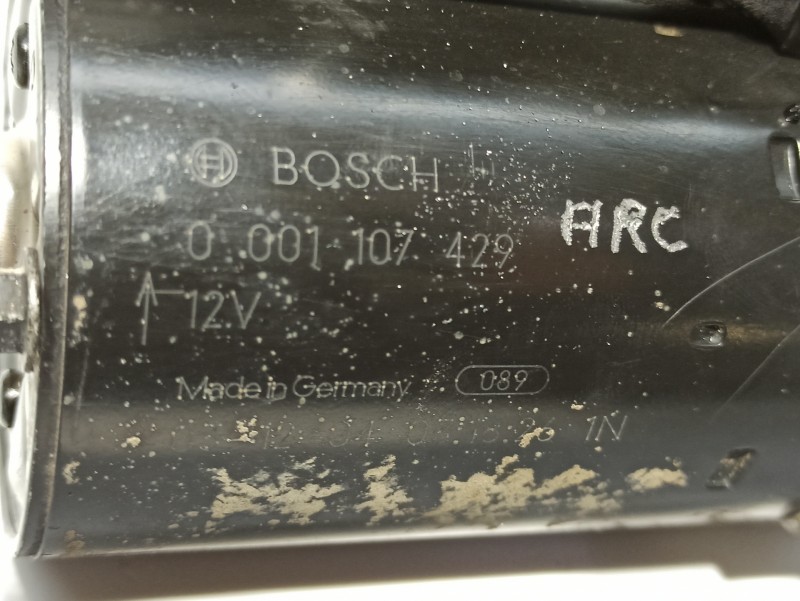 BOSCH
0 001 107 429
ARC
12V
Made in Germany 089
1N